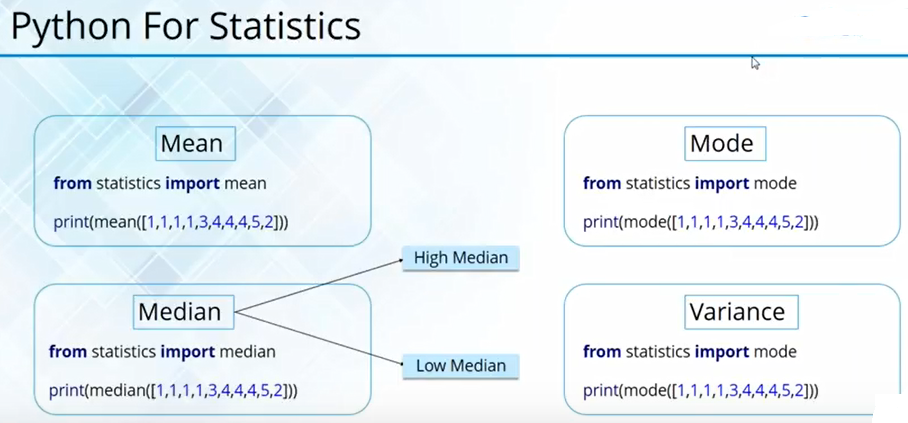 Python For Statistics
Mean
from statistics import mean
print(mean([1,1,1,1,3,4,4,4,5,2]))
Mode
from statistics import mode
print(mode([1,1,1,1,3,4,4,4,5,2]))
High Median
Median
from statistics import median
print(median([1,1,1,1,3,4,4,4,5,2]))
Low Median
Variance
from statistics import mode
print(mode([1,1,1,1,3,4,4,4,5,2]))